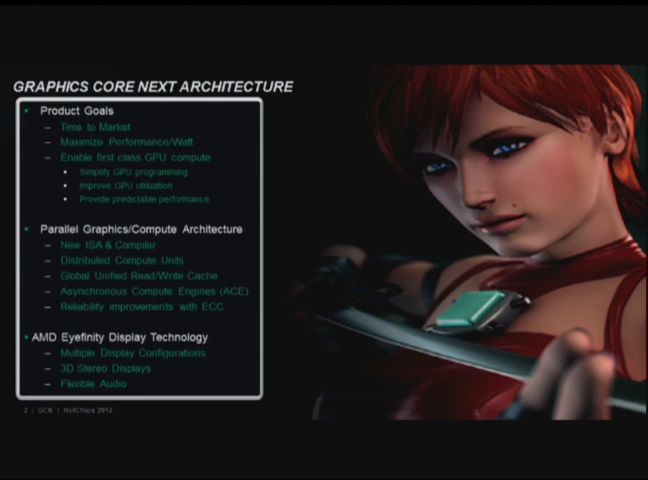 GRAPHICS CORE NEXT ARCHITECTURE
• Product Goals
– Time to Market
– Maximize Performance/Watt
– Enable first class GPU compute
• Simplify GPU programming
• Improve GPU utilization
• Provide predictable performance
• Parallel Graphics/Compute Architecture
– New ISA & Compiler
– Distributed Compute Units
– Global Unified Read/Write Cache
– Asynchronous Compute Engines (ACE)
– Reliability improvements with ECC
• AMD Eyefinity Display Technology
– Multiple Display Configurations
– 3D Stereo Displays
– Flexible Audio
2 | GCN | HotChips 2012